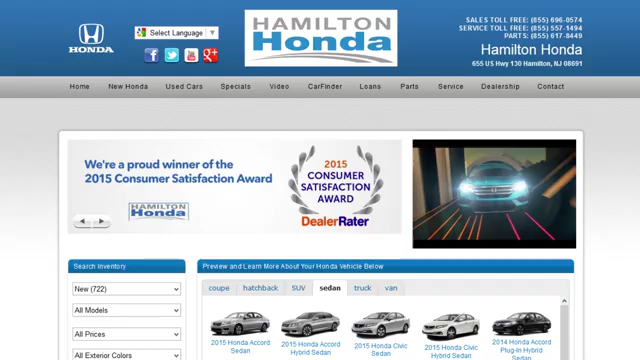 HONDA
Select Language
HAMILTON
Honda
SALES TOLL FREE: (855) 696-0574
SERVICE TOLL FREE: (855) 557-1494
PARTS: (855) 617-8449
Hamilton Honda
655 US Hwy 130 Hamilton, NJ 08691
Home New Honda Used Cars Specials Video CarFinder Loans Parts Service Dealership Contact
We're a proud winner of the
2015 Consumer Satisfaction Award
HAMILTON
Honda
2015
CONSUMER
SATISFACTION
AWARD
DealerRater
Search Inventory
New (722)
All Models
All Prices
All Exterior Colors
Preview and Learn More About Your Honda Vehicle Below
coupe hatchback SUV sedan truck van
2015 Honda Accord
Sedan
2015 Honda Accord
Hybrid Sedan
2015 Honda Civic
Sedan
2015 Honda Civic
Hybrid Sedan
2014 Honda Accord
Plug-In Hybrid